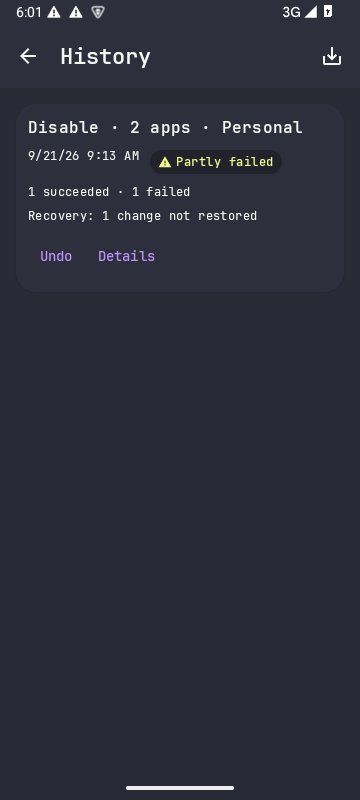 6:01 3G
History
Disable · 2 apps · Personal
9/21/26 9:13 AM Partly failed
1 succeeded · 1 failed
Recovery: 1 change not restored
Undo Details